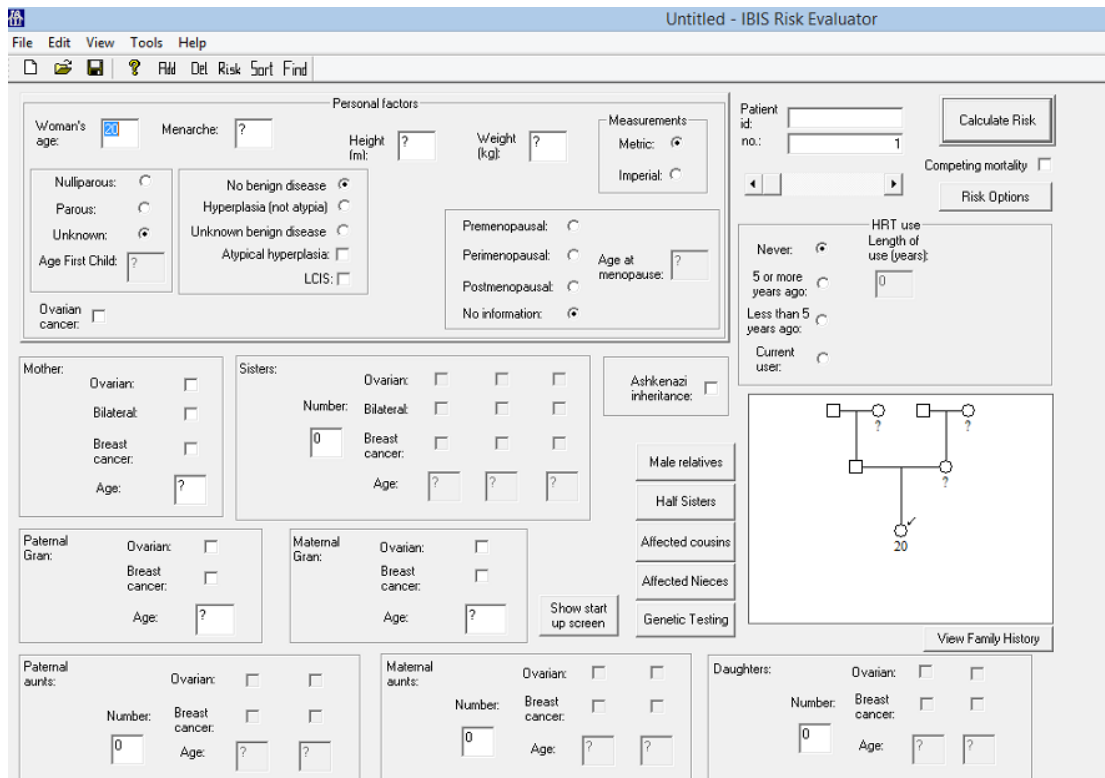 Untitled - IBIS Risk Evaluator
File Edit View Tools Help
? Add Del Risk Sort Find
Personal factors
Woman's age: 20
Menarche: ?
Height (m): ?
Weight (kg): ?
Measurements
Metric:
Imperial:
Nulliparous:
Parous:
Unknown:
Age First Child: ?
No benign disease
Hyperplasia (not atypia)
Unknown benign disease
Atypical hyperplasia:
LCIS:
Premenopausal:
Perimenopausal:
Postmenopausal:
No information:
Age at menopause: ?
Ovarian cancer:
Patient id:
no.: 1
Calculate Risk
Competing mortality
Risk Options
HRT use
Never:
5 or more years ago:
Less than 5 years ago:
Current user:
Length of use (years):
0
Mother:
Ovarian:
Bilateral:
Breast cancer:
Age: ?
Sisters:
Number: 0
Ovarian:
Bilateral:
Breast cancer:
Age: ? ? ?
Ashkenazi inheritance:
Male relatives
Half Sisters
Affected cousins
Affected Nieces
Genetic Testing
? ?
?
20
View Family History
Paternal Gran:
Ovarian:
Breast cancer:
Age: ?
Maternal Gran:
Ovarian:
Breast cancer:
Age: ?
Show start up screen
Paternal aunts:
Number: 0
Ovarian:
Breast cancer:
Age: ? ?
Maternal aunts:
Number: 0
Ovarian:
Breast cancer:
Age: ? ?
Daughters:
Number: 0
Ovarian:
Breast cancer:
Age: ? ?